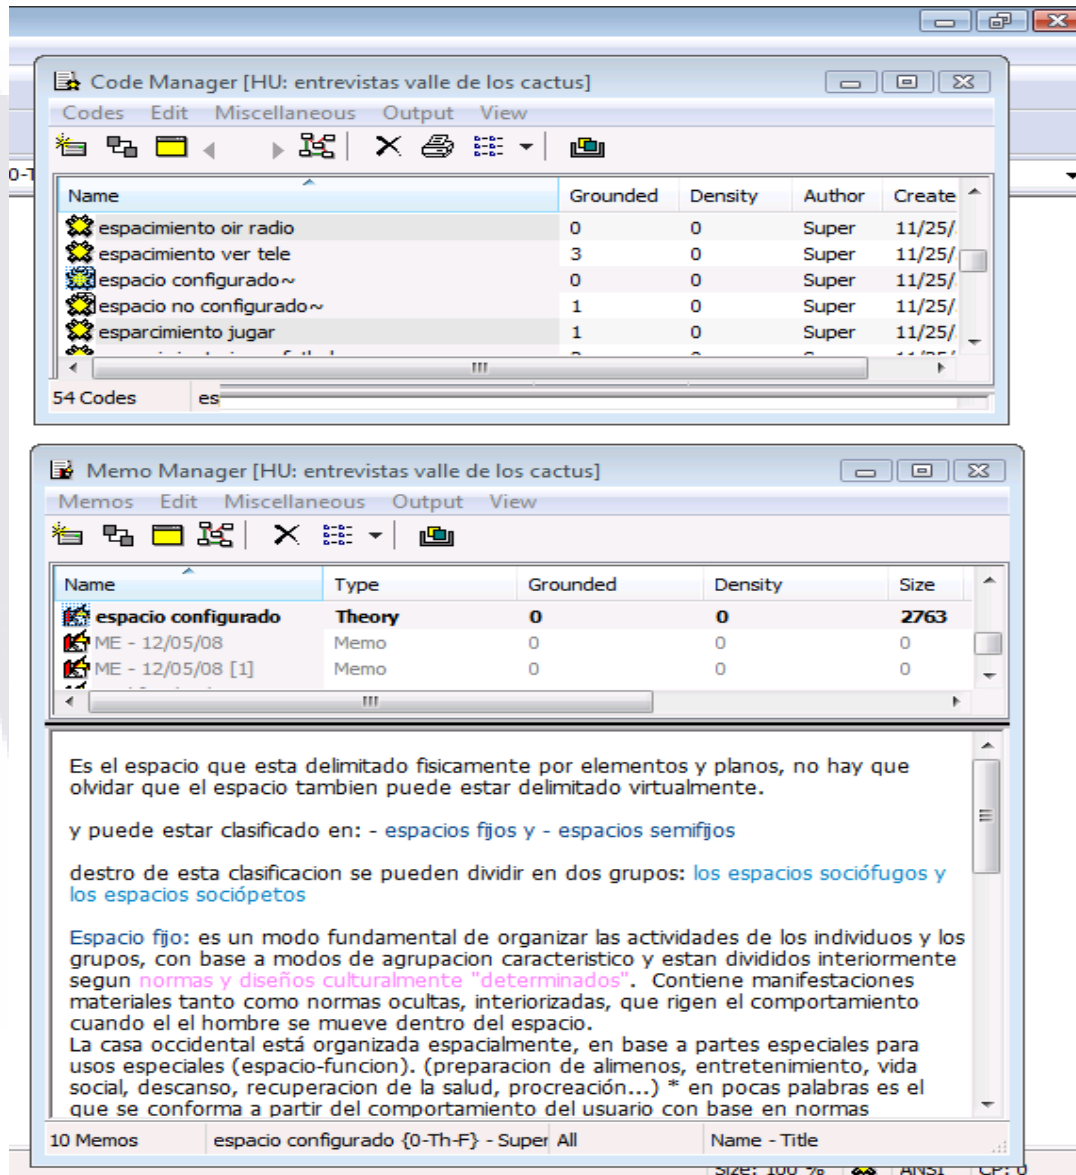 Code Manager [HU: entrevistas valle de los cactus]
Codes Edit Miscellaneous Output View
Name Grounded Density Author Create
espacimiento oir radio 0 0 Super 11/25/
espacimiento ver tele 3 0 Super 11/25/
espacio configurado~ 0 0 Super 11/25/
espacio no configurado~ 1 0 Super 11/25/
esparcimiento jugar 1 0 Super 11/25/
54 Codes es
Memo Manager [HU: entrevistas valle de los cactus]
Memos Edit Miscellaneous Output View
Name Type Grounded Density Size
espacio configurado Theory 0 0 2763
ME - 12/05/08 Memo 0 0 0
ME - 12/05/08 [1] Memo 0 0 0
Es el espacio que esta delimitado fisicamente por elementos y planos, no hay que
olvidar que el espacio tambien puede estar delimitado virtualmente.
y puede estar clasificado en: - espacios fijos y - espacios semifijos
destro de esta clasificacion se pueden dividir en dos grupos: los espacios sociófugos y
los espacios sociópetos
Espacio fijo: es un modo fundamental de organizar las actividades de los individuos y los
grupos, con base a modos de agrupacion caracteristico y estan divididos interiormente
segun normas y diseños culturalmente "determinados". Contiene manifestaciones
materiales tanto como normas ocultas, interiorizadas, que rigen el comportamiento
cuando el el hombre se mueve dentro del espacio.
La casa occidental está organizada espacialmente, en base a partes especiales para
usos especiales (espacio-funcion). (preparacion de alimenos, entretenimiento, vida
social, descanso, recuperacion de la salud, procreación...) * en pocas palabras es el
que se conforma a partir del comportamiento del usuario con base en normas
10 Memos espacio configurado {0-Th-F} - Super All Name - Title
Size: 100 % ANSI CP: 0